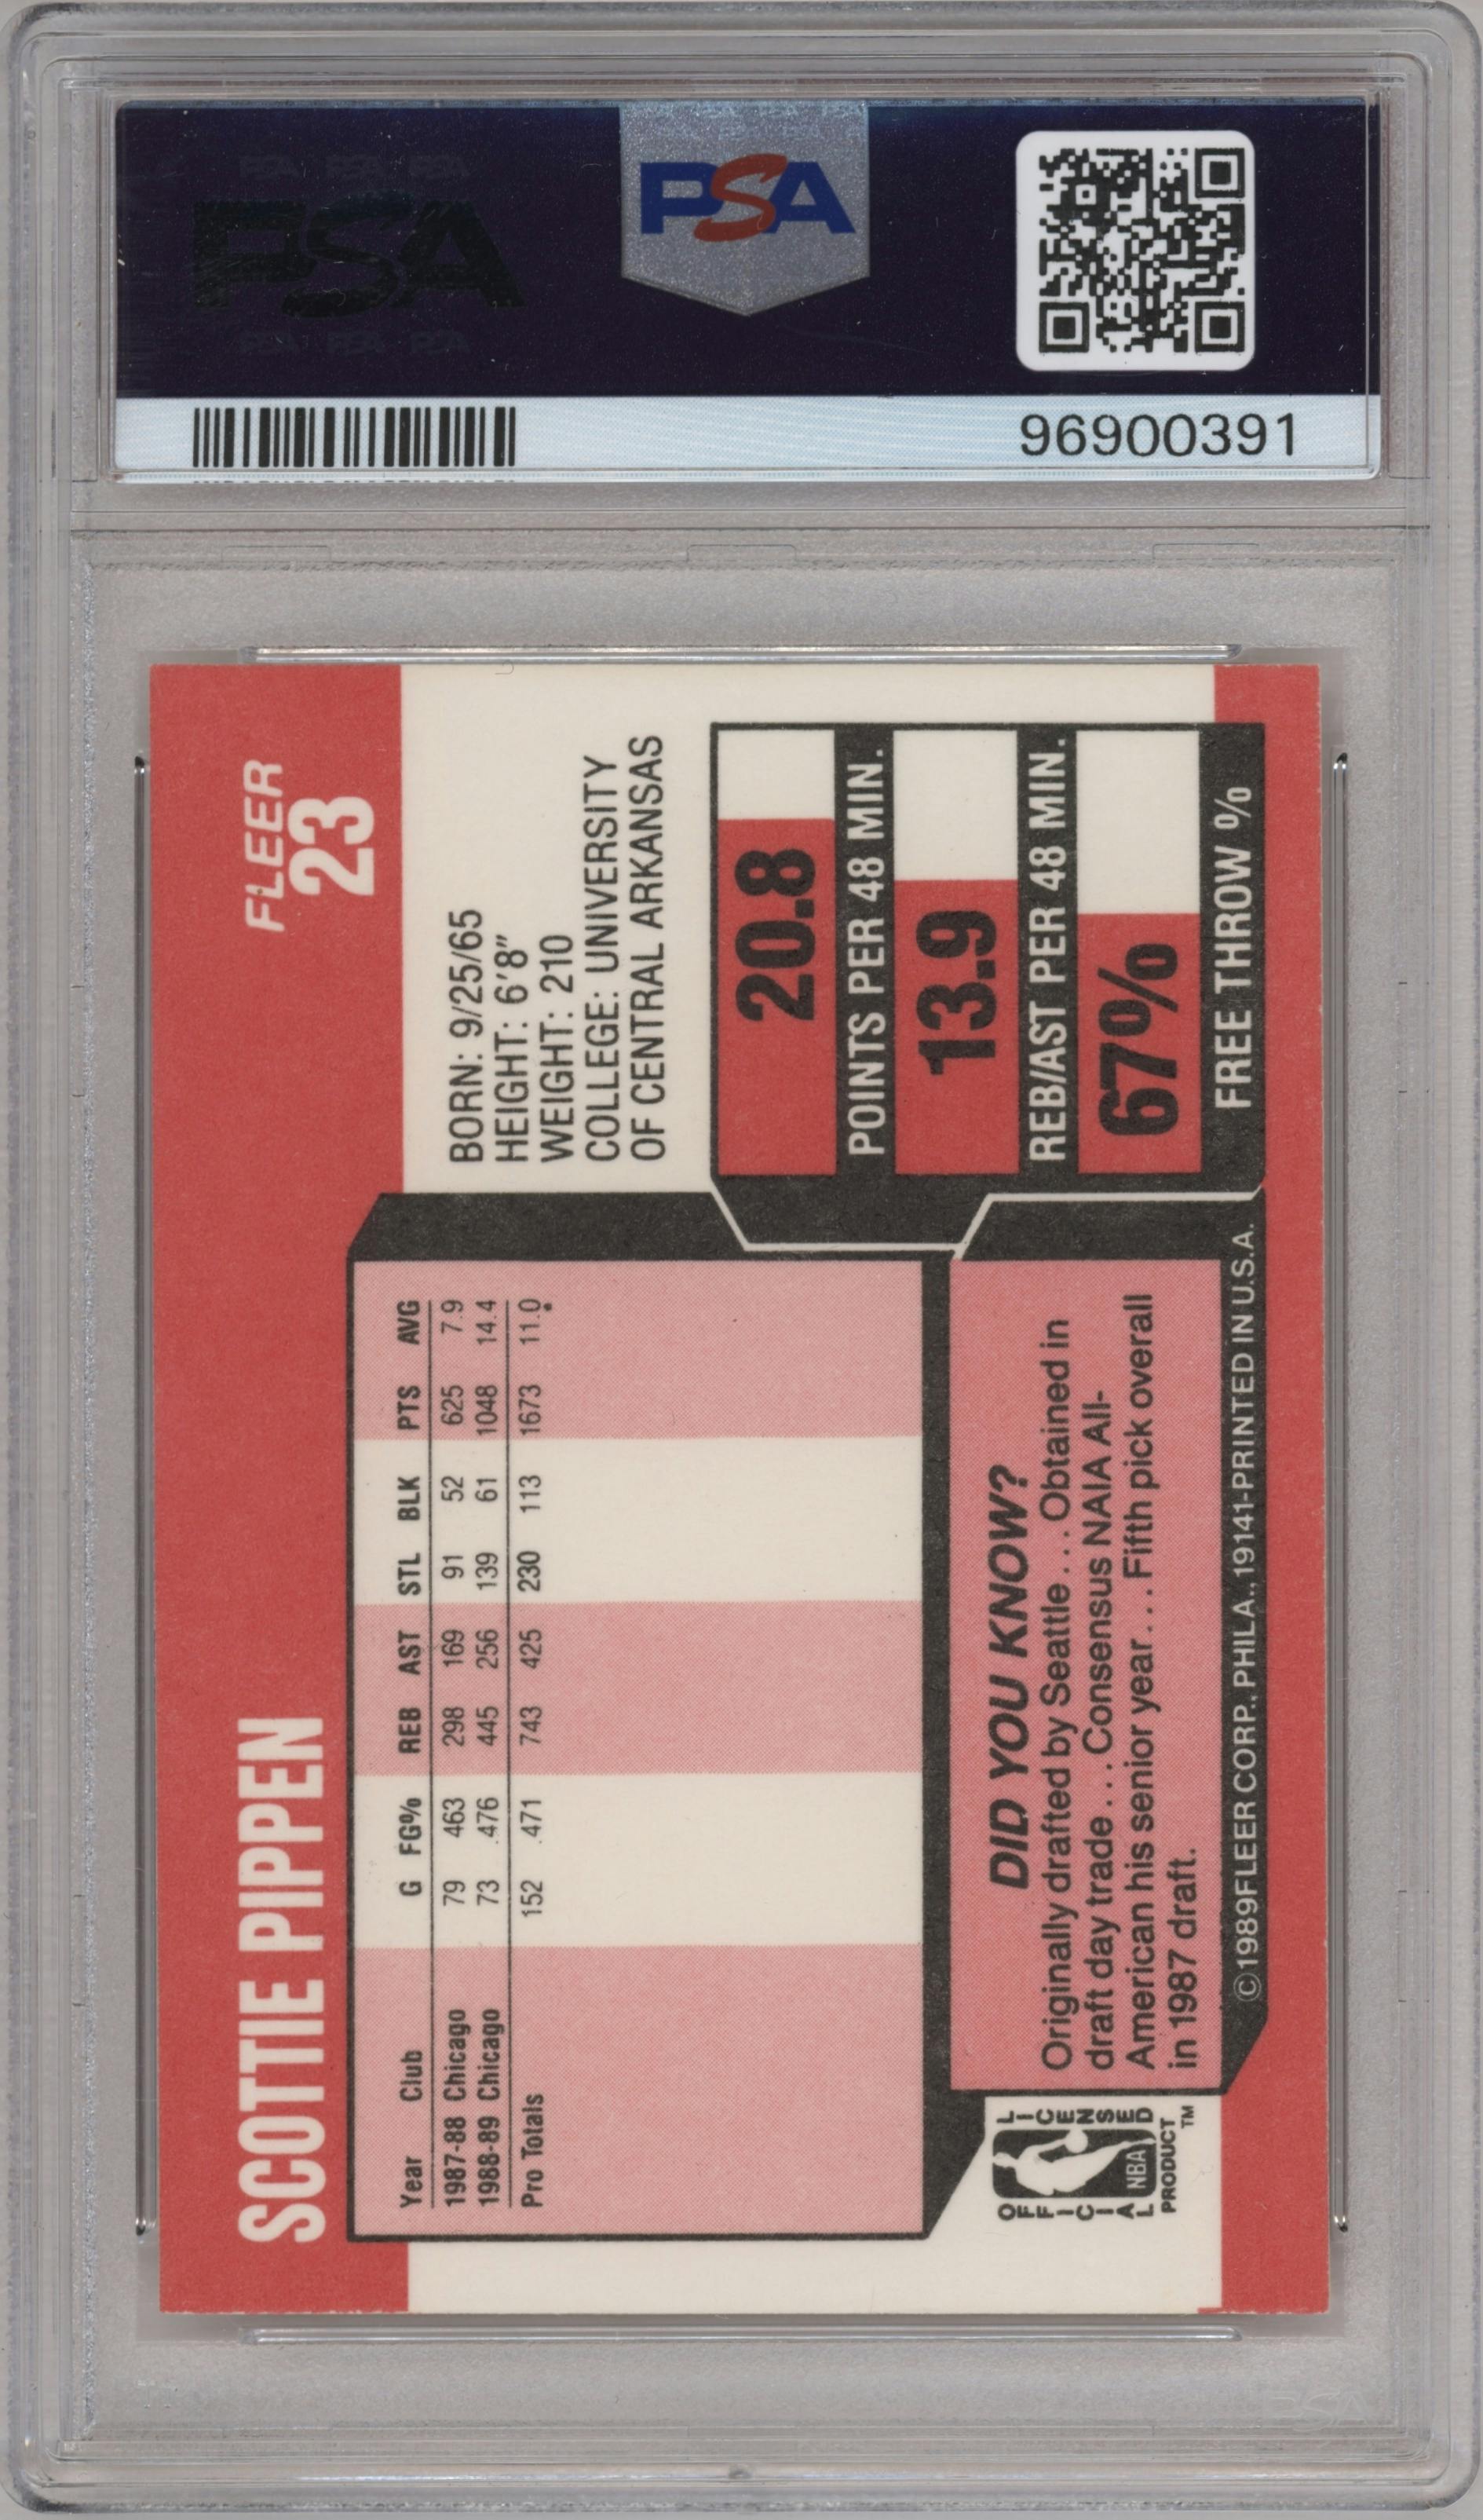 PSA PSA PSA
PSA
PSA PSA PSA
PSA
96900391
SCOTTIE PIPPEN
FLEER
23
BORN: 9/25/65
HEIGHT: 6'8"
WEIGHT: 210
COLLEGE: UNIVERSITY
OF CENTRAL ARKANSAS
Year Club G FG% REB AST STL BLK PTS AVG
1987-88 Chicago 79 463 298 169 91 52 625 7.9
1988-89 Chicago 73 .476 445 256 139 61 1048 14.4
Pro Totals 152 .471 743 425 230 113 1673 11.0
20.8
POINTS PER 48 MIN.
13.9
REB/AST PER 48 MIN.
67%
FREE THROW %
DID YOU KNOW?
Originally drafted by Seattle . . . Obtained in
draft day trade . . . Consensus NAIA All-
American his senior year . . . Fifth pick overall
in 1987 draft.
OFFICIAL LICENSED
NBA
PRODUCT
TM
©1989FLEER CORP., PHILA., 19141-PRINTED IN U.S.A.